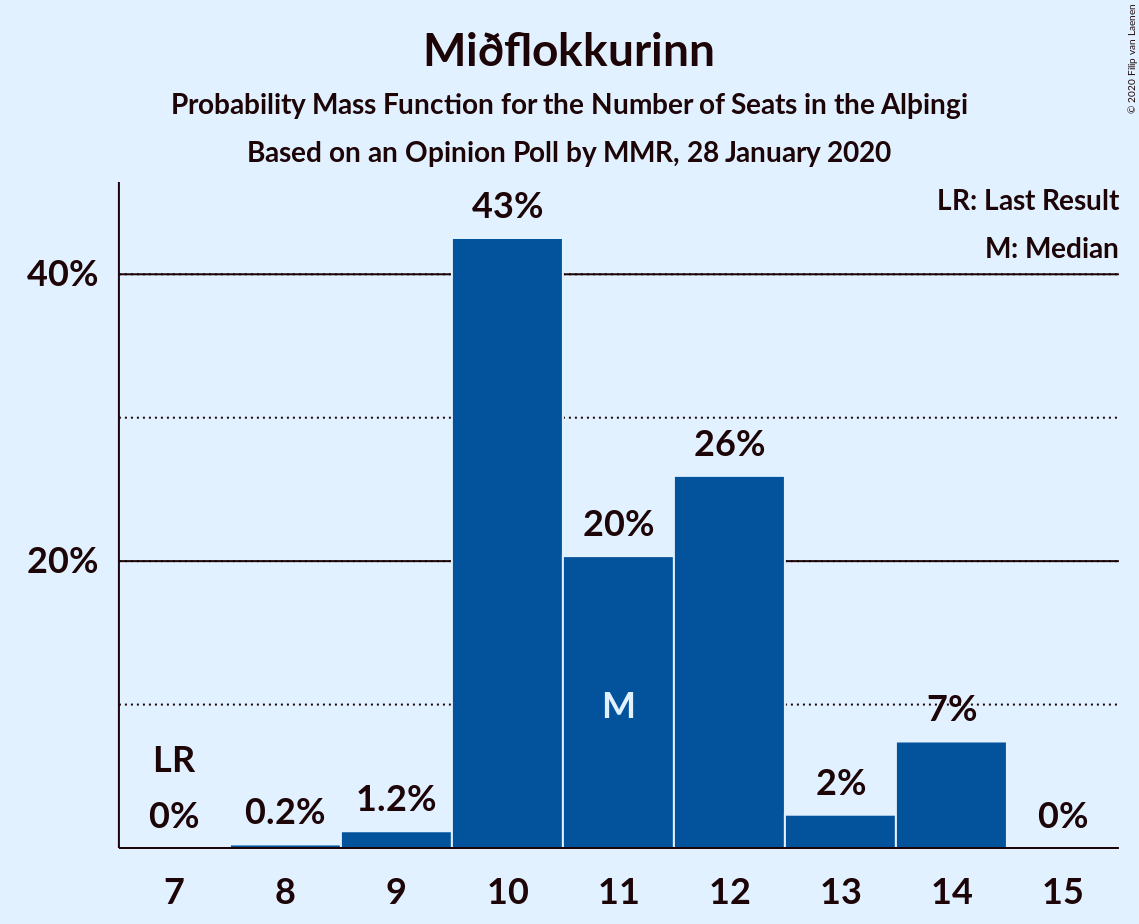 Miðflokkurinn
Probability Mass Function for the Number of Seats in the Alþingi
Based on an Opinion Poll by MMR, 28 January 2020
© 2020 Filip van Laenen
LR: Last Result
M: Median
40%
20%
43%
20%
26%
2%
7%
0%
LR
0%
0.2%
1.2%
M
7 8 9 10 11 12 13 14 15